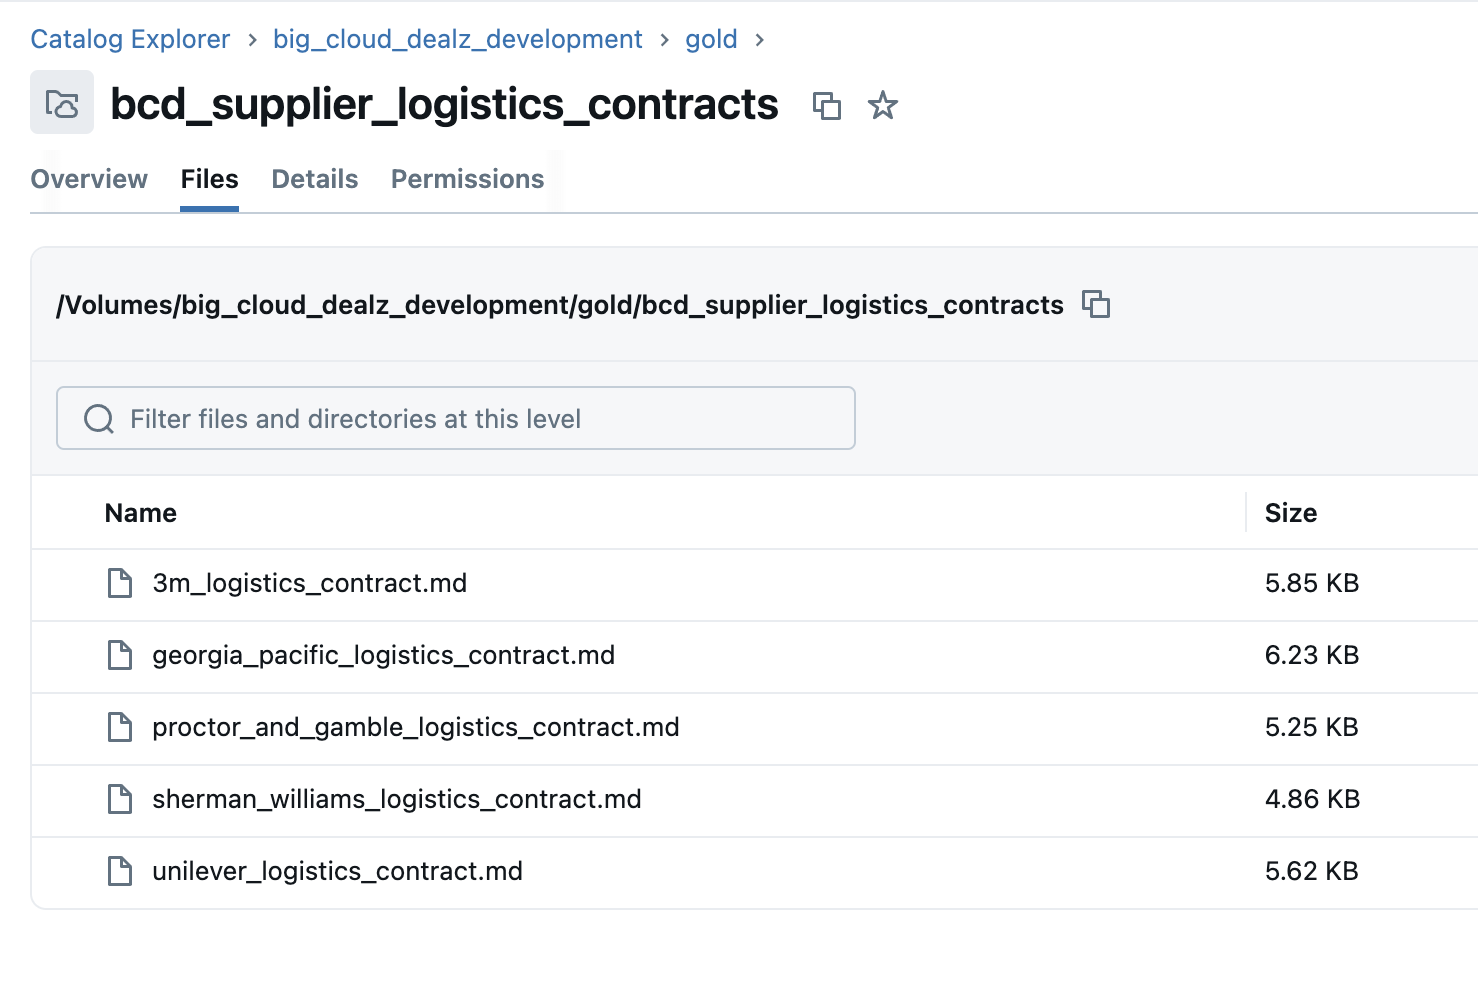 Catalog Explorer > big_cloud_dealz_development > gold >
bcd_supplier_logistics_contracts
Overview Files Details Permissions
/Volumes/big_cloud_dealz_development/gold/bcd_supplier_logistics_contracts
Filter files and directories at this level
Name Size
3m_logistics_contract.md 5.85 KB
georgia_pacific_logistics_contract.md 6.23 KB
proctor_and_gamble_logistics_contract.md 5.25 KB
sherman_williams_logistics_contract.md 4.86 KB
unilever_logistics_contract.md 5.62 KB